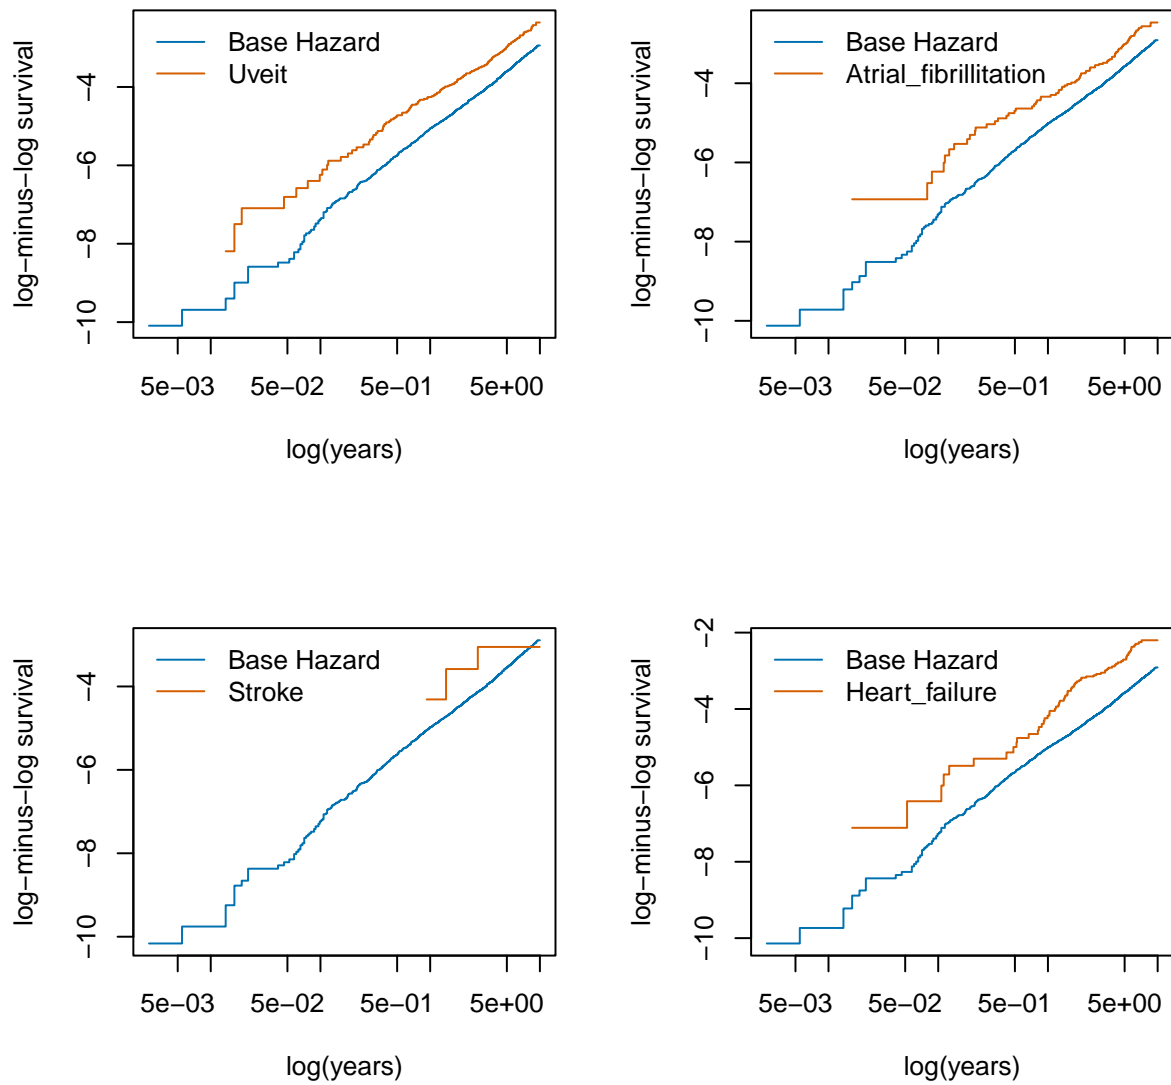 log−minus−log survival
−4
−6
−8
−10
Base Hazard
Uveit
5e−03 5e−02 5e−01 5e+00
log(years)
log−minus−log survival
−4
−6
−8
−10
Base Hazard
Atrial_fibrillitation
5e−03 5e−02 5e−01 5e+00
log(years)
log−minus−log survival
−4
−6
−8
−10
Base Hazard
Stroke
5e−03 5e−02 5e−01 5e+00
log(years)
log−minus−log survival
−2
−4
−6
−8
−10
Base Hazard
Heart_failure
5e−03 5e−02 5e−01 5e+00
log(years)